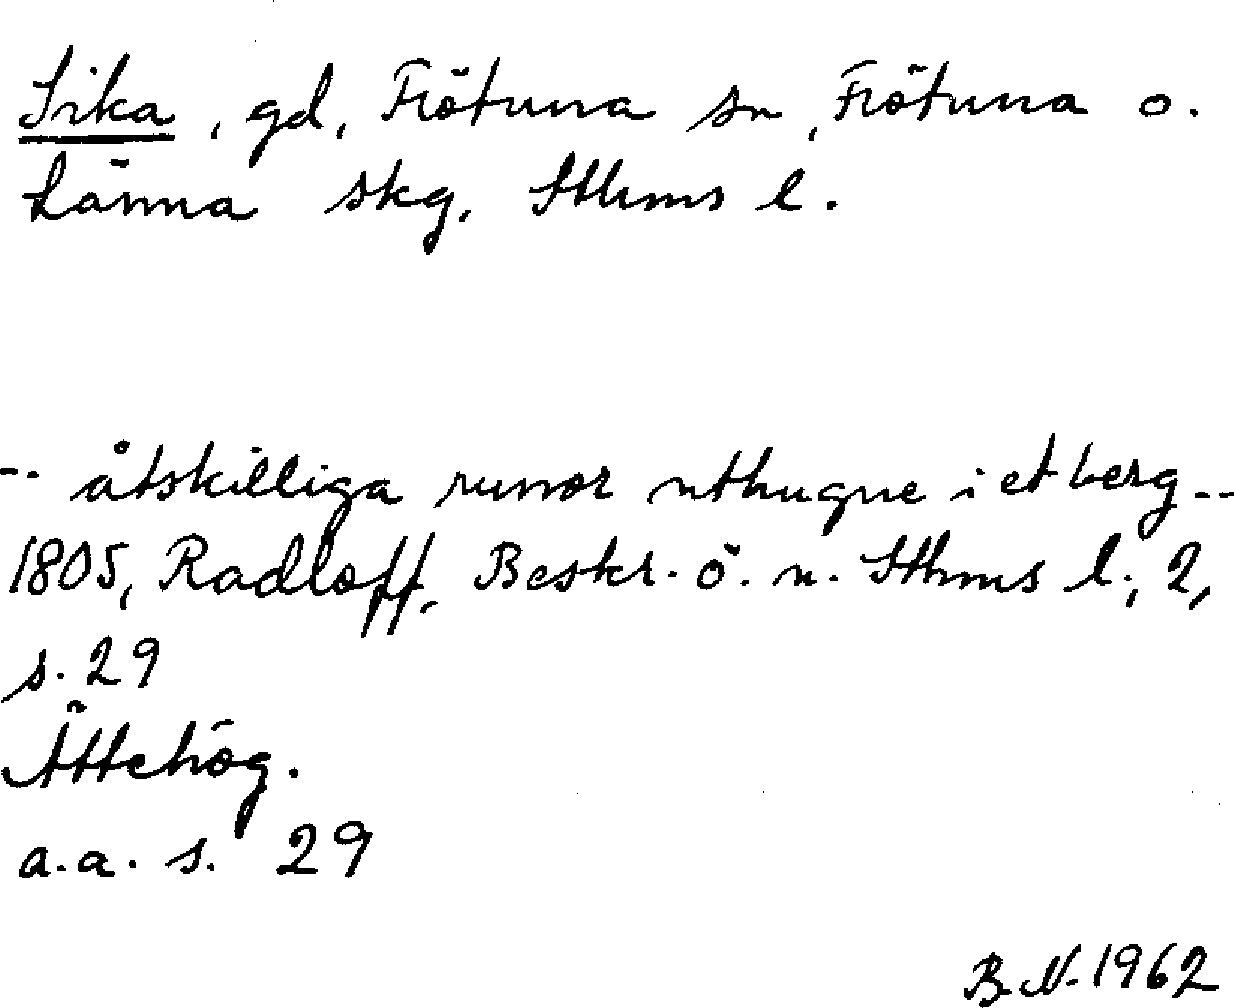 Sika, gd, Frötuna sn, Frötuna o.
Länna skg, Sthms l.
-- åtskilliga runor uthugne i et berg --
1805, Radloff, Beskr. ö. n. Sthms l., 2,
s. 29
Ättehög.
a.a. s. 29
B.N. 1962